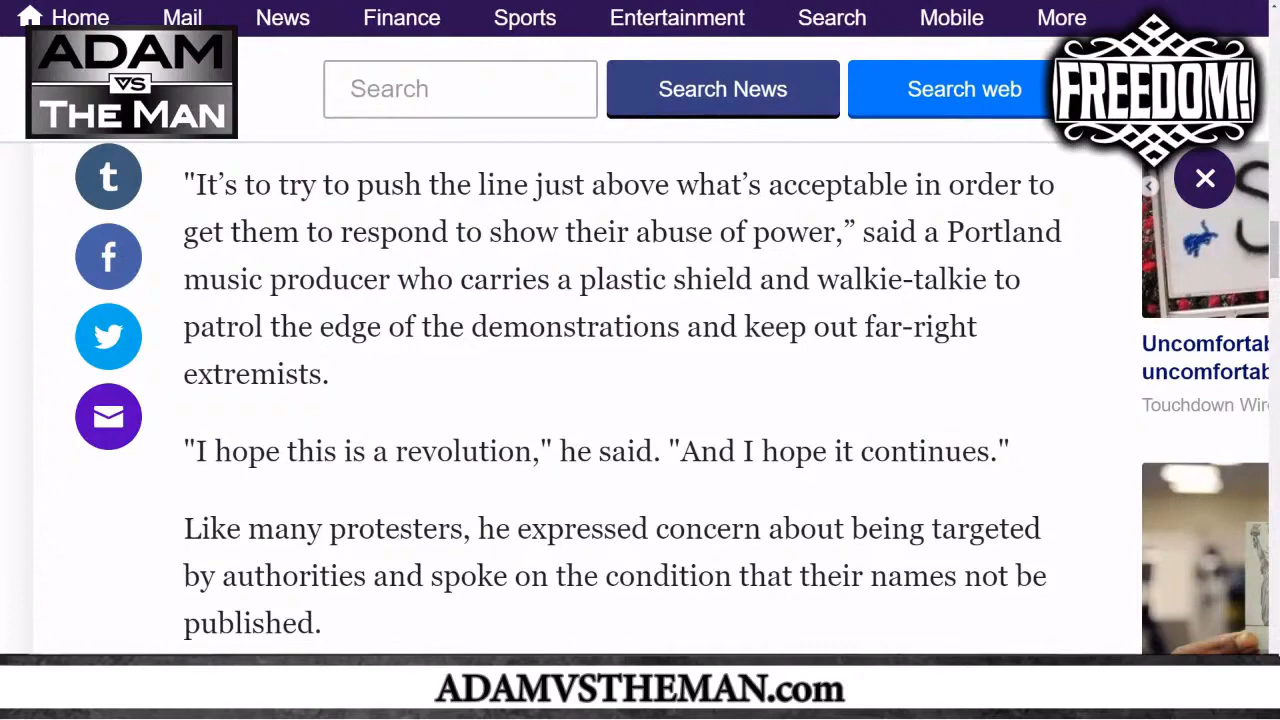 Home Mail News Finance Sports Entertainment Search Mobile More
ADAM
VS
THE MAN
Search
Search News
Search web
FREEDOM!
t
f
"It’s to try to push the line just above what’s acceptable in order to
get them to respond to show their abuse of power,” said a Portland
music producer who carries a plastic shield and walkie-talkie to
patrol the edge of the demonstrations and keep out far-right
extremists.
"I hope this is a revolution," he said. "And I hope it continues."
Like many protesters, he expressed concern about being targeted
by authorities and spoke on the condition that their names not be
published.
Uncomfortab
uncomfortab
Touchdown Wir
ADAMVSTHEMAN.com